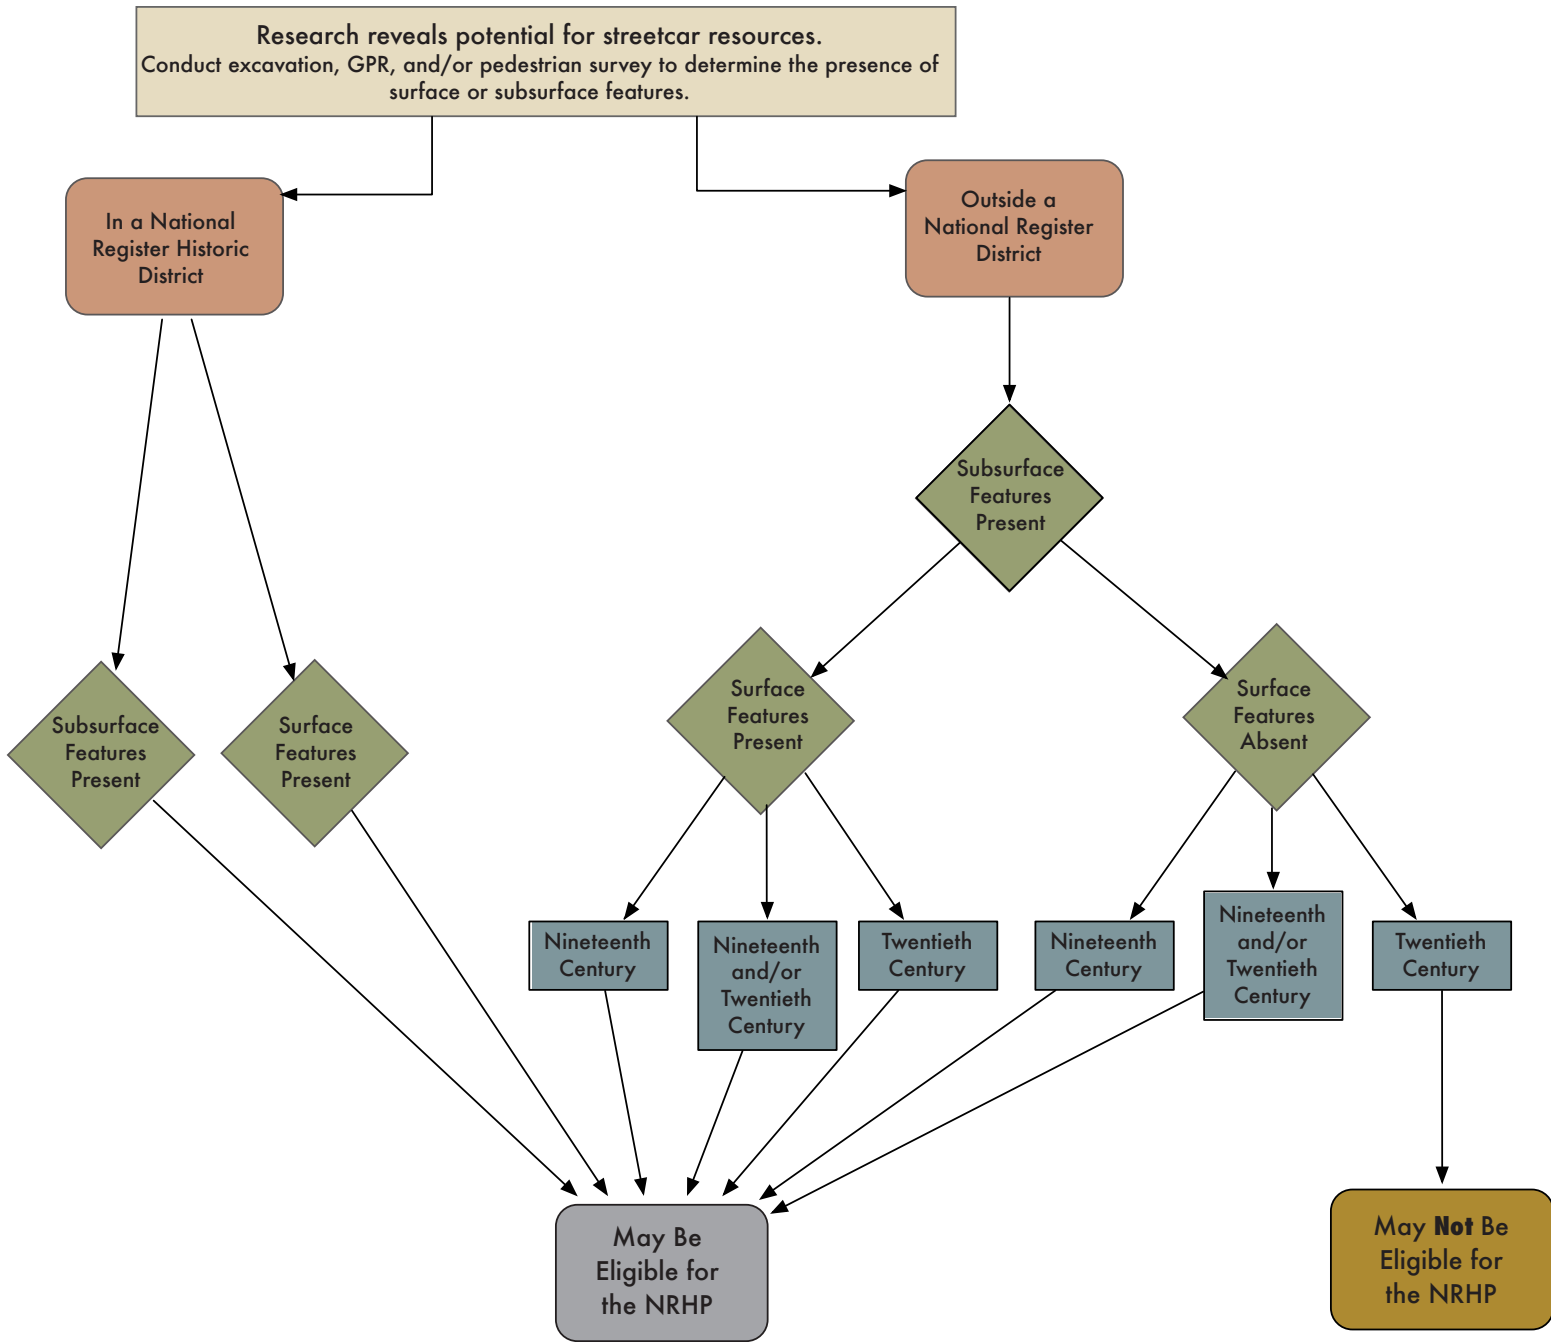 Research reveals potential for streetcar resources.
Conduct excavation, GPR, and/or pedestrian survey to determine the presence of
surface or subsurface features.
In a National
Register Historic
District
Outside a
National Register
District
Subsurface
Features
Present
Subsurface
Features
Present
Surface
Features
Present
Surface
Features
Present
Surface
Features
Absent
Nineteenth
Century
Nineteenth
and/or
Twentieth
Century
Twentieth
Century
Nineteenth
Century
Nineteenth
and/or
Twentieth
Century
Twentieth
Century
May Be
Eligible for
the NRHP
May Not Be
Eligible for
the NRHP